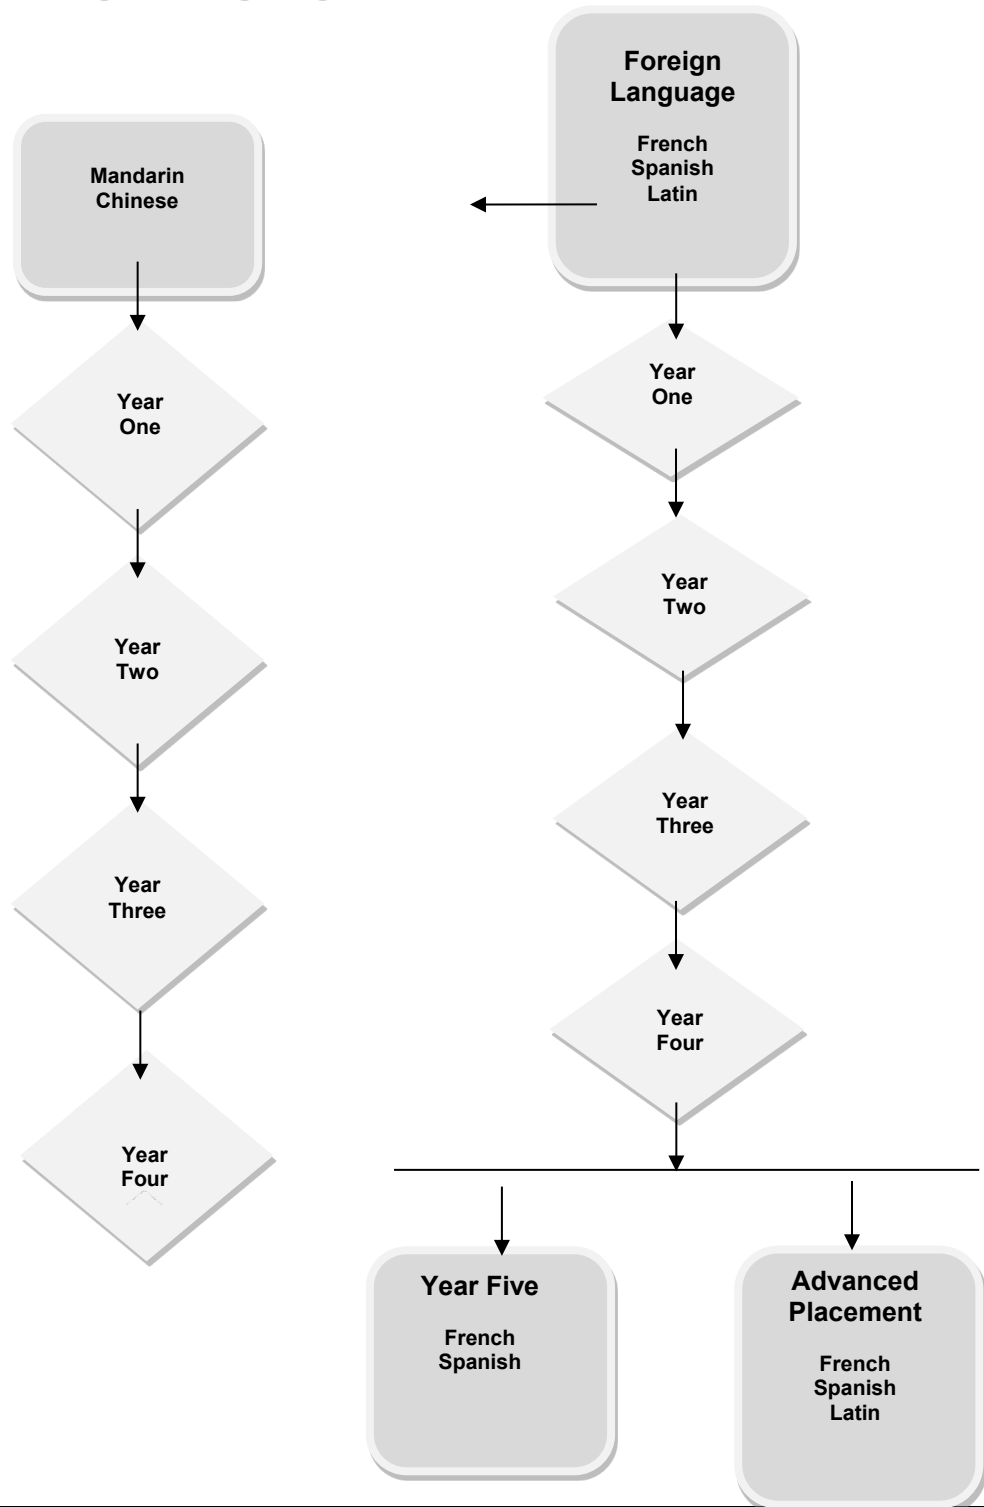 Foreign
Language
French
Spanish
Latin
Mandarin
Chinese
Year
One
Year
Two
Year
Three
Year
Four
Year
One
Year
Two
Year
Three
Year
Four
Year Five
French
Spanish
Advanced
Placement
French
Spanish
Latin